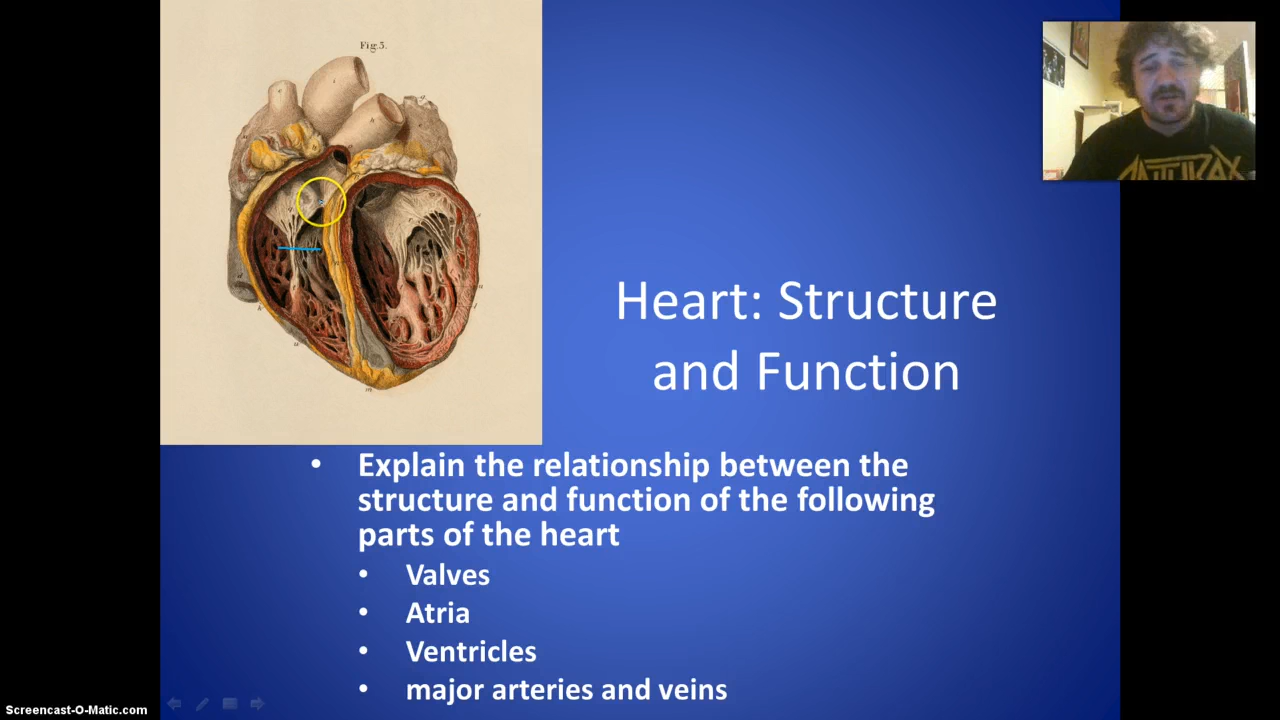 Fig:3.
ANTHRAX
Heart: Structure
and Function
• Explain the relationship between the
structure and function of the following
parts of the heart
• Valves
• Atria
• Ventricles
• major arteries and veins
Screencast-O-Matic.com